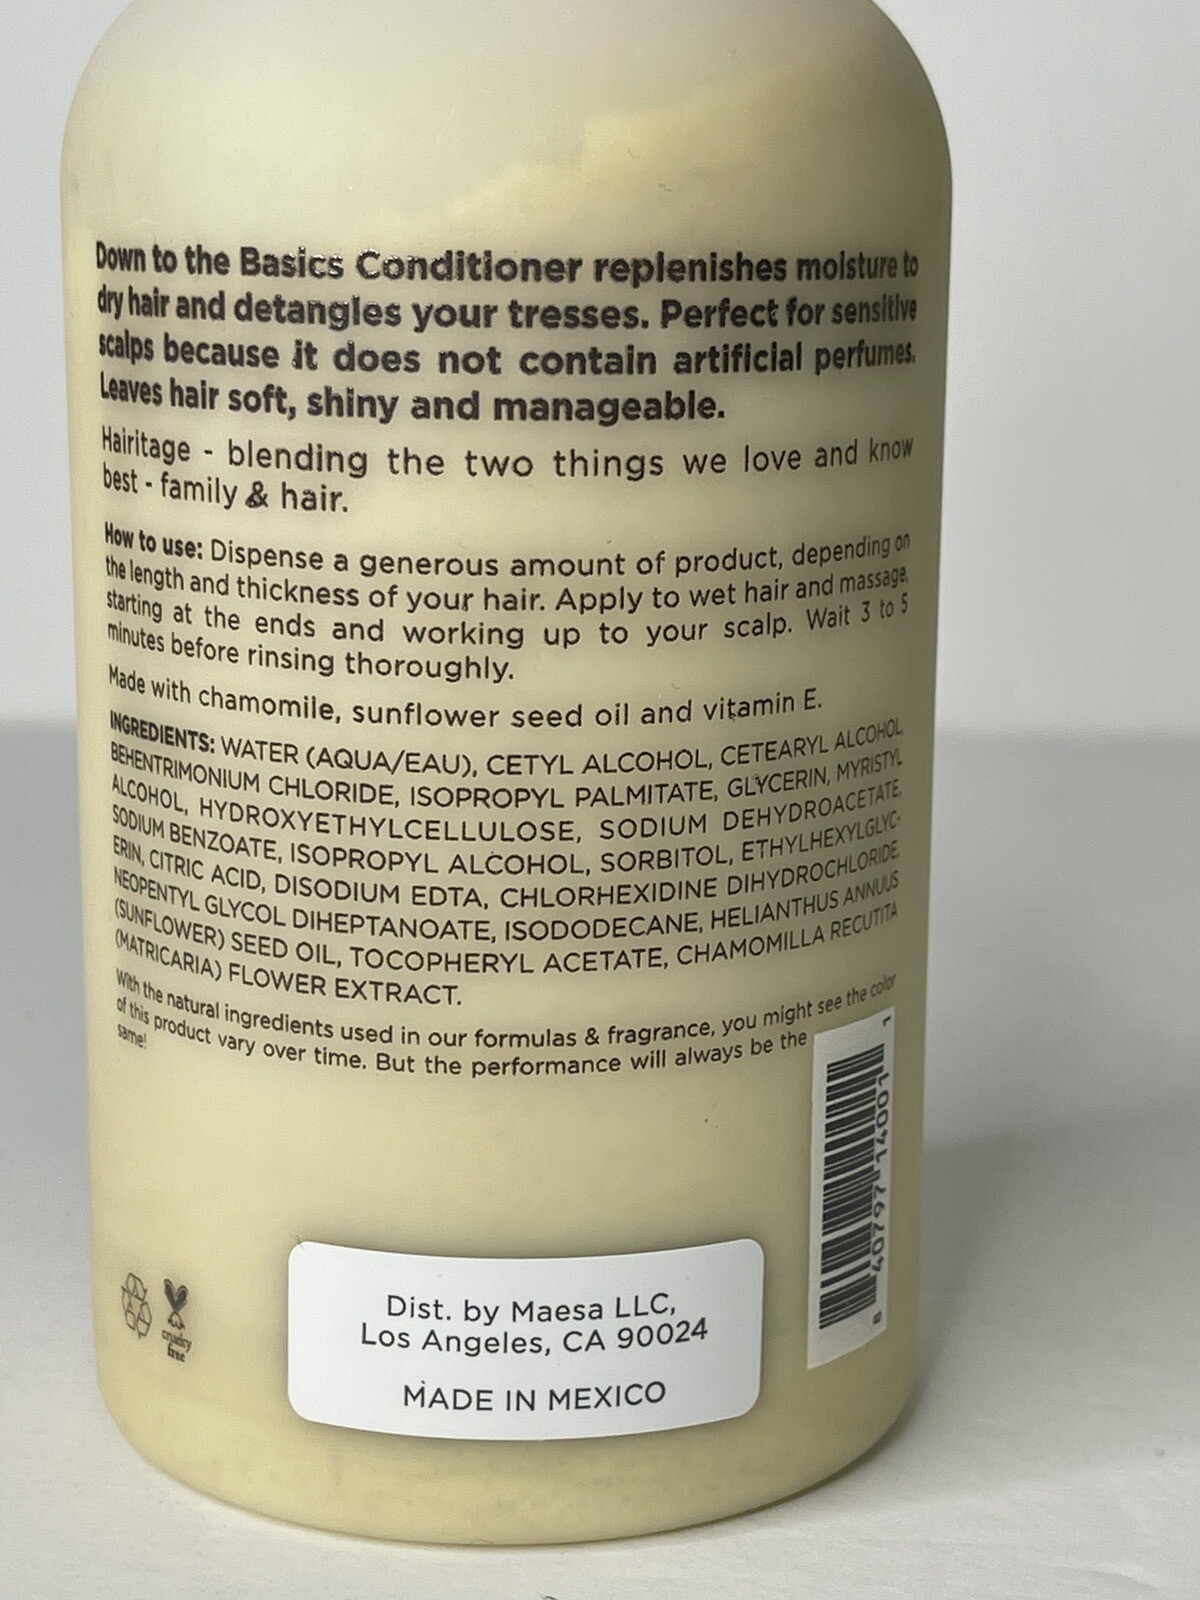 Down to the Basics Conditioner replenishes moisture to
dry hair and detangles your tresses. Perfect for sensitive
scalps because it does not contain artificial perfumes.
Leaves hair soft, shiny and manageable.
Hairitage - blending the two things we love and know
best - family & hair.
How to use: Dispense a generous amount of product, depending on
the length and thickness of your hair. Apply to wet hair and massage,
starting at the ends and working up to your scalp. Wait 3 to 5
minutes before rinsing thoroughly.
Made with chamomile, sunflower seed oil and vitamin E.
INGREDIENTS: WATER (AQUA/EAU), CETYL ALCOHOL, CETEARYL ALCOHOL,
BEHENTRIMONIUM CHLORIDE, ISOPROPYL PALMITATE, GLYCERIN, MYRISTYL
ALCOHOL, HYDROXYETHYLCELLULOSE, SODIUM DEHYDROACETATE,
SODIUM BENZOATE, ISOPROPYL ALCOHOL, SORBITOL, ETHYLHEXYLGLYC-
ERIN, CITRIC ACID, DISODIUM EDTA, CHLORHEXIDINE DIHYDROCHLORIDE,
NEOPENTYL GLYCOL DIHEPTANOATE, ISODODECANE, HELIANTHUS ANNUUS
(SUNFLOWER) SEED OIL, TOCOPHERYL ACETATE, CHAMOMILLA RECUTITA
(MATRICARIA) FLOWER EXTRACT.
With the natural ingredients used in our formulas & fragrance, you might see the color
of this product vary over time. But the performance will always be the
same!
8 40797 14001 1
cruelty
free
Dist. by Maesa LLC,
Los Angeles, CA 90024
MADE IN MEXICO